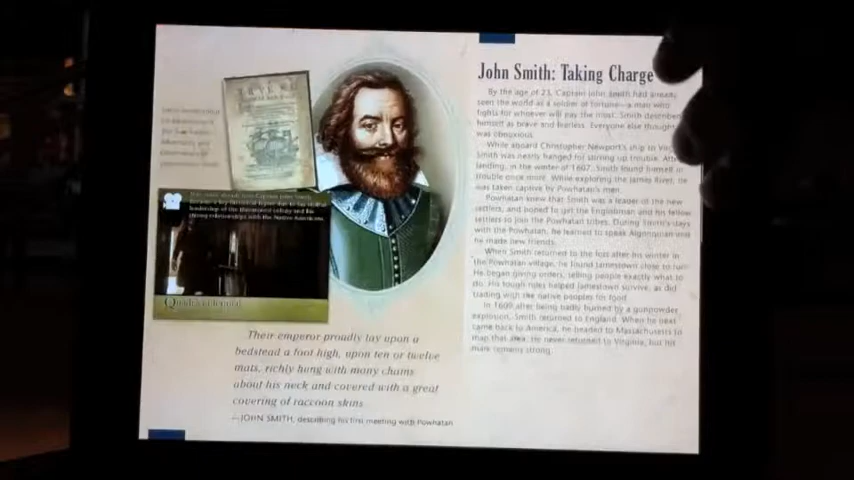 John Smith: Taking Charge
By the age of 23, Captain John Smith had already
seen the world as a soldier of fortune—a man who
fights for whoever will pay the most. Smith described
himself as brave and fearless. Everyone else thought
was obnoxious.
While aboard Christopher Newport's ship to
Smith was nearly hanged for stirring up trouble.
landing, in the winter of 1607, Smith found himself in
trouble once more. While exploring the James River, he
was taken captive by Powhatan's men.
Powhatan knew that Smith was a leader of the new
settlers, and hoped to get the Englishman and his fellow
settlers to join the Powhatan tribes. During Smith's days
with the Powhatan, he learned to speak Algonquian and
he made new friends.
When Smith returned to the fort after his winter in
the Powhatan village, he found Jamestown close to ruin.
He began giving orders, telling people exactly what to
do. His tough rules helped Jamestown survive, as did
trading with the native peoples for food.
In 1609 after being badly burned by a gunpowder
explosion, Smith returned to England. When he next
came back to America, he headed to Massachusetts to
map that area. He never returned to Virginia, but his
remains strong.
Their emperor proudly lay upon a
bedstead a foot high, upon ten or twelve
mats, richly hung with many chains
about his neck and covered with a great
covering of raccoon skins.
—JOHN SMITH, describing his first meeting with Powhatan